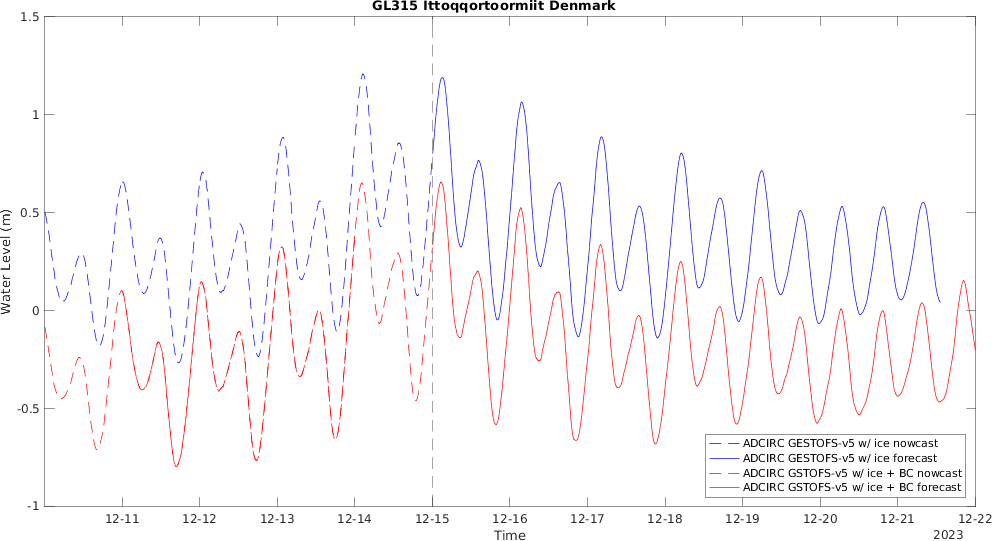 GL315 Ittoqqortoormiit Denmark
1.5
1
0.5
0
-0.5
-1
Water Level (m)
ADCIRC GESTOFS-v5 w/ ice nowcast
ADCIRC GESTOFS-v5 w/ ice forecast
ADCIRC GSTOFS-v5 w/ ice + BC nowcast
ADCIRC GSTOFS-v5 w/ ice + BC forecast
12-11 12-12 12-13 12-14 12-15 12-16 12-17 12-18 12-19 12-20 12-21 12-22
Time
2023